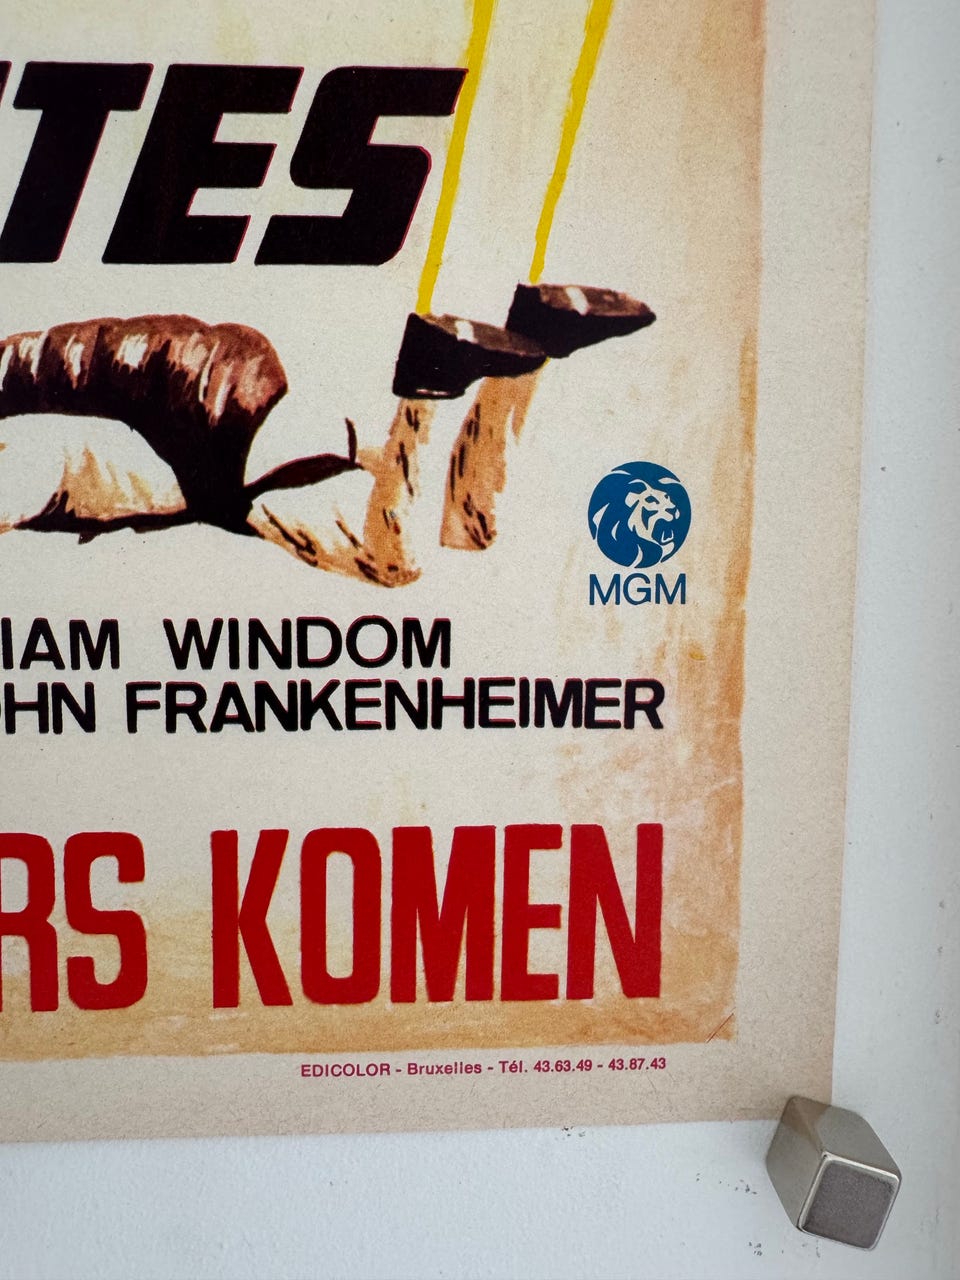 TES
MGM
IAM WINDOM
OHN FRANKENHEIMER
RS KOMEN
EDICOLOR - Bruxelles - Tél. 43.63.49 - 43.87.43